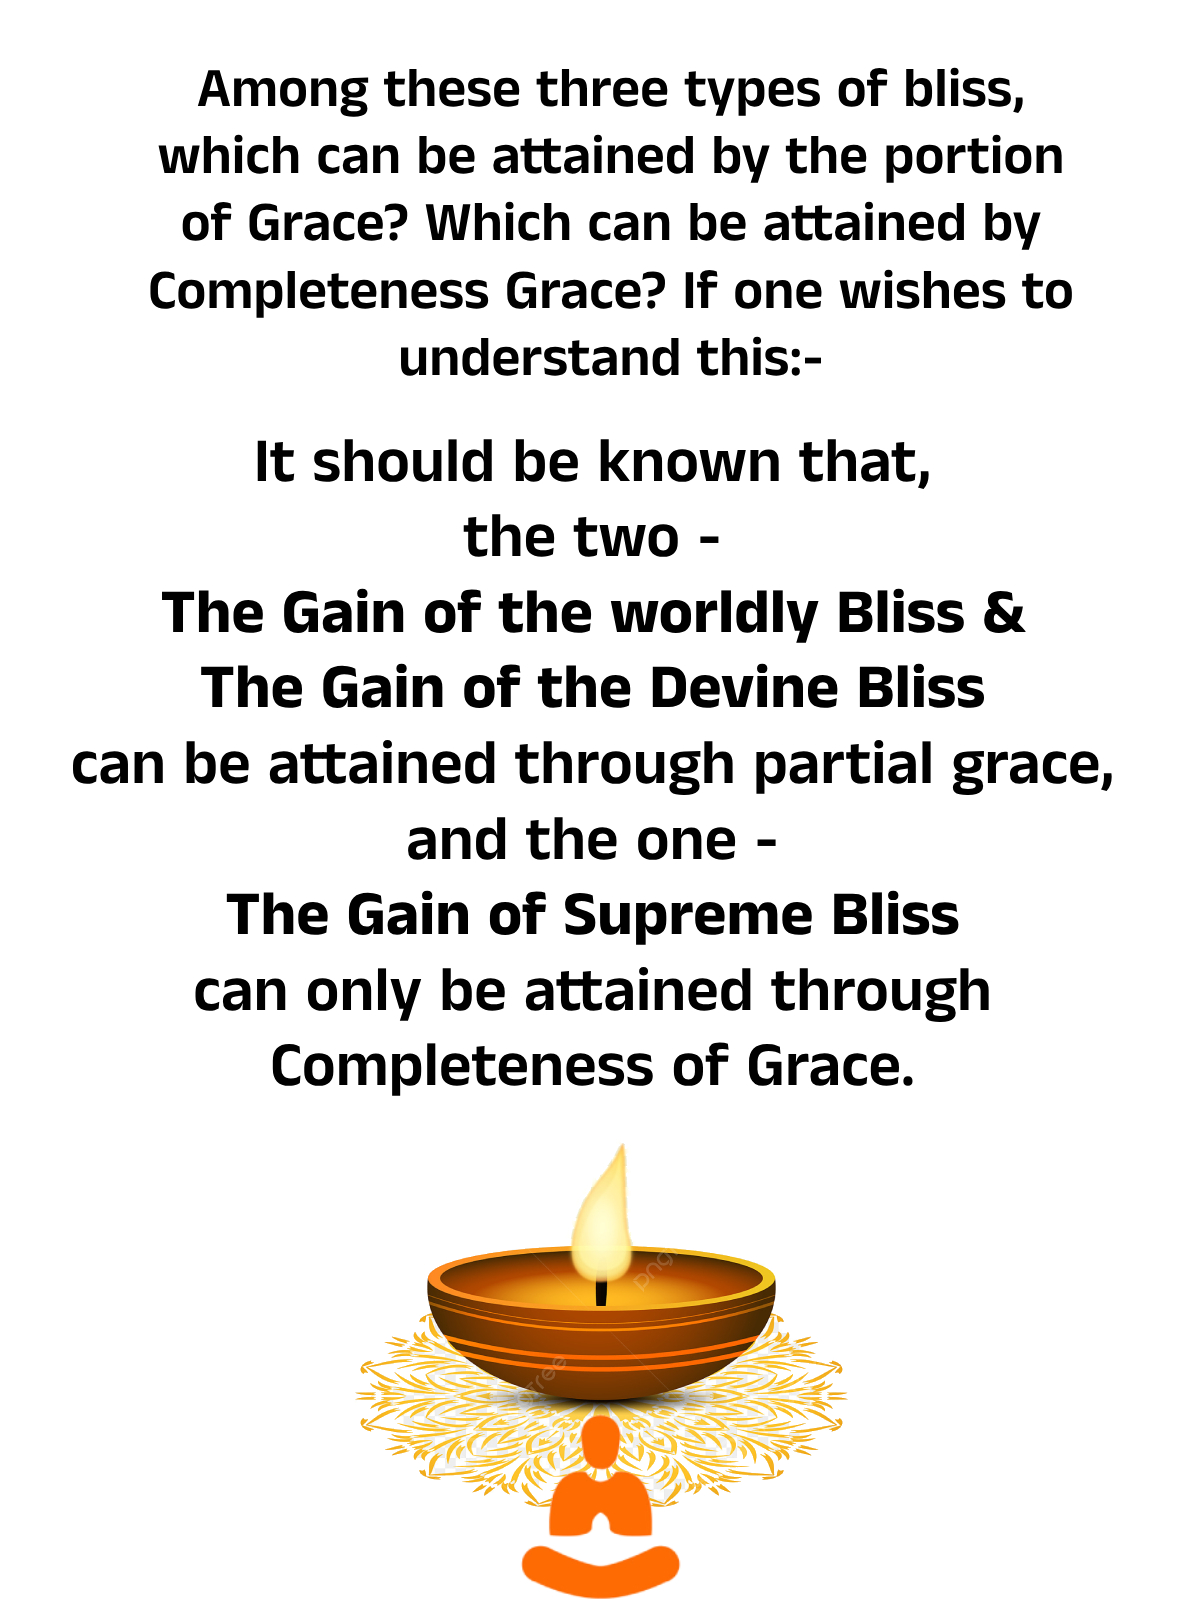 Among these three types of bliss,
which can be attained by the portion
of Grace? Which can be attained by
Completeness Grace? If one wishes to
understand this:-
It should be known that,
the two -
The Gain of the worldly Bliss &
The Gain of the Devine Bliss
can be attained through partial grace,
and the one -
The Gain of Supreme Bliss
can only be attained through
Completeness of Grace.